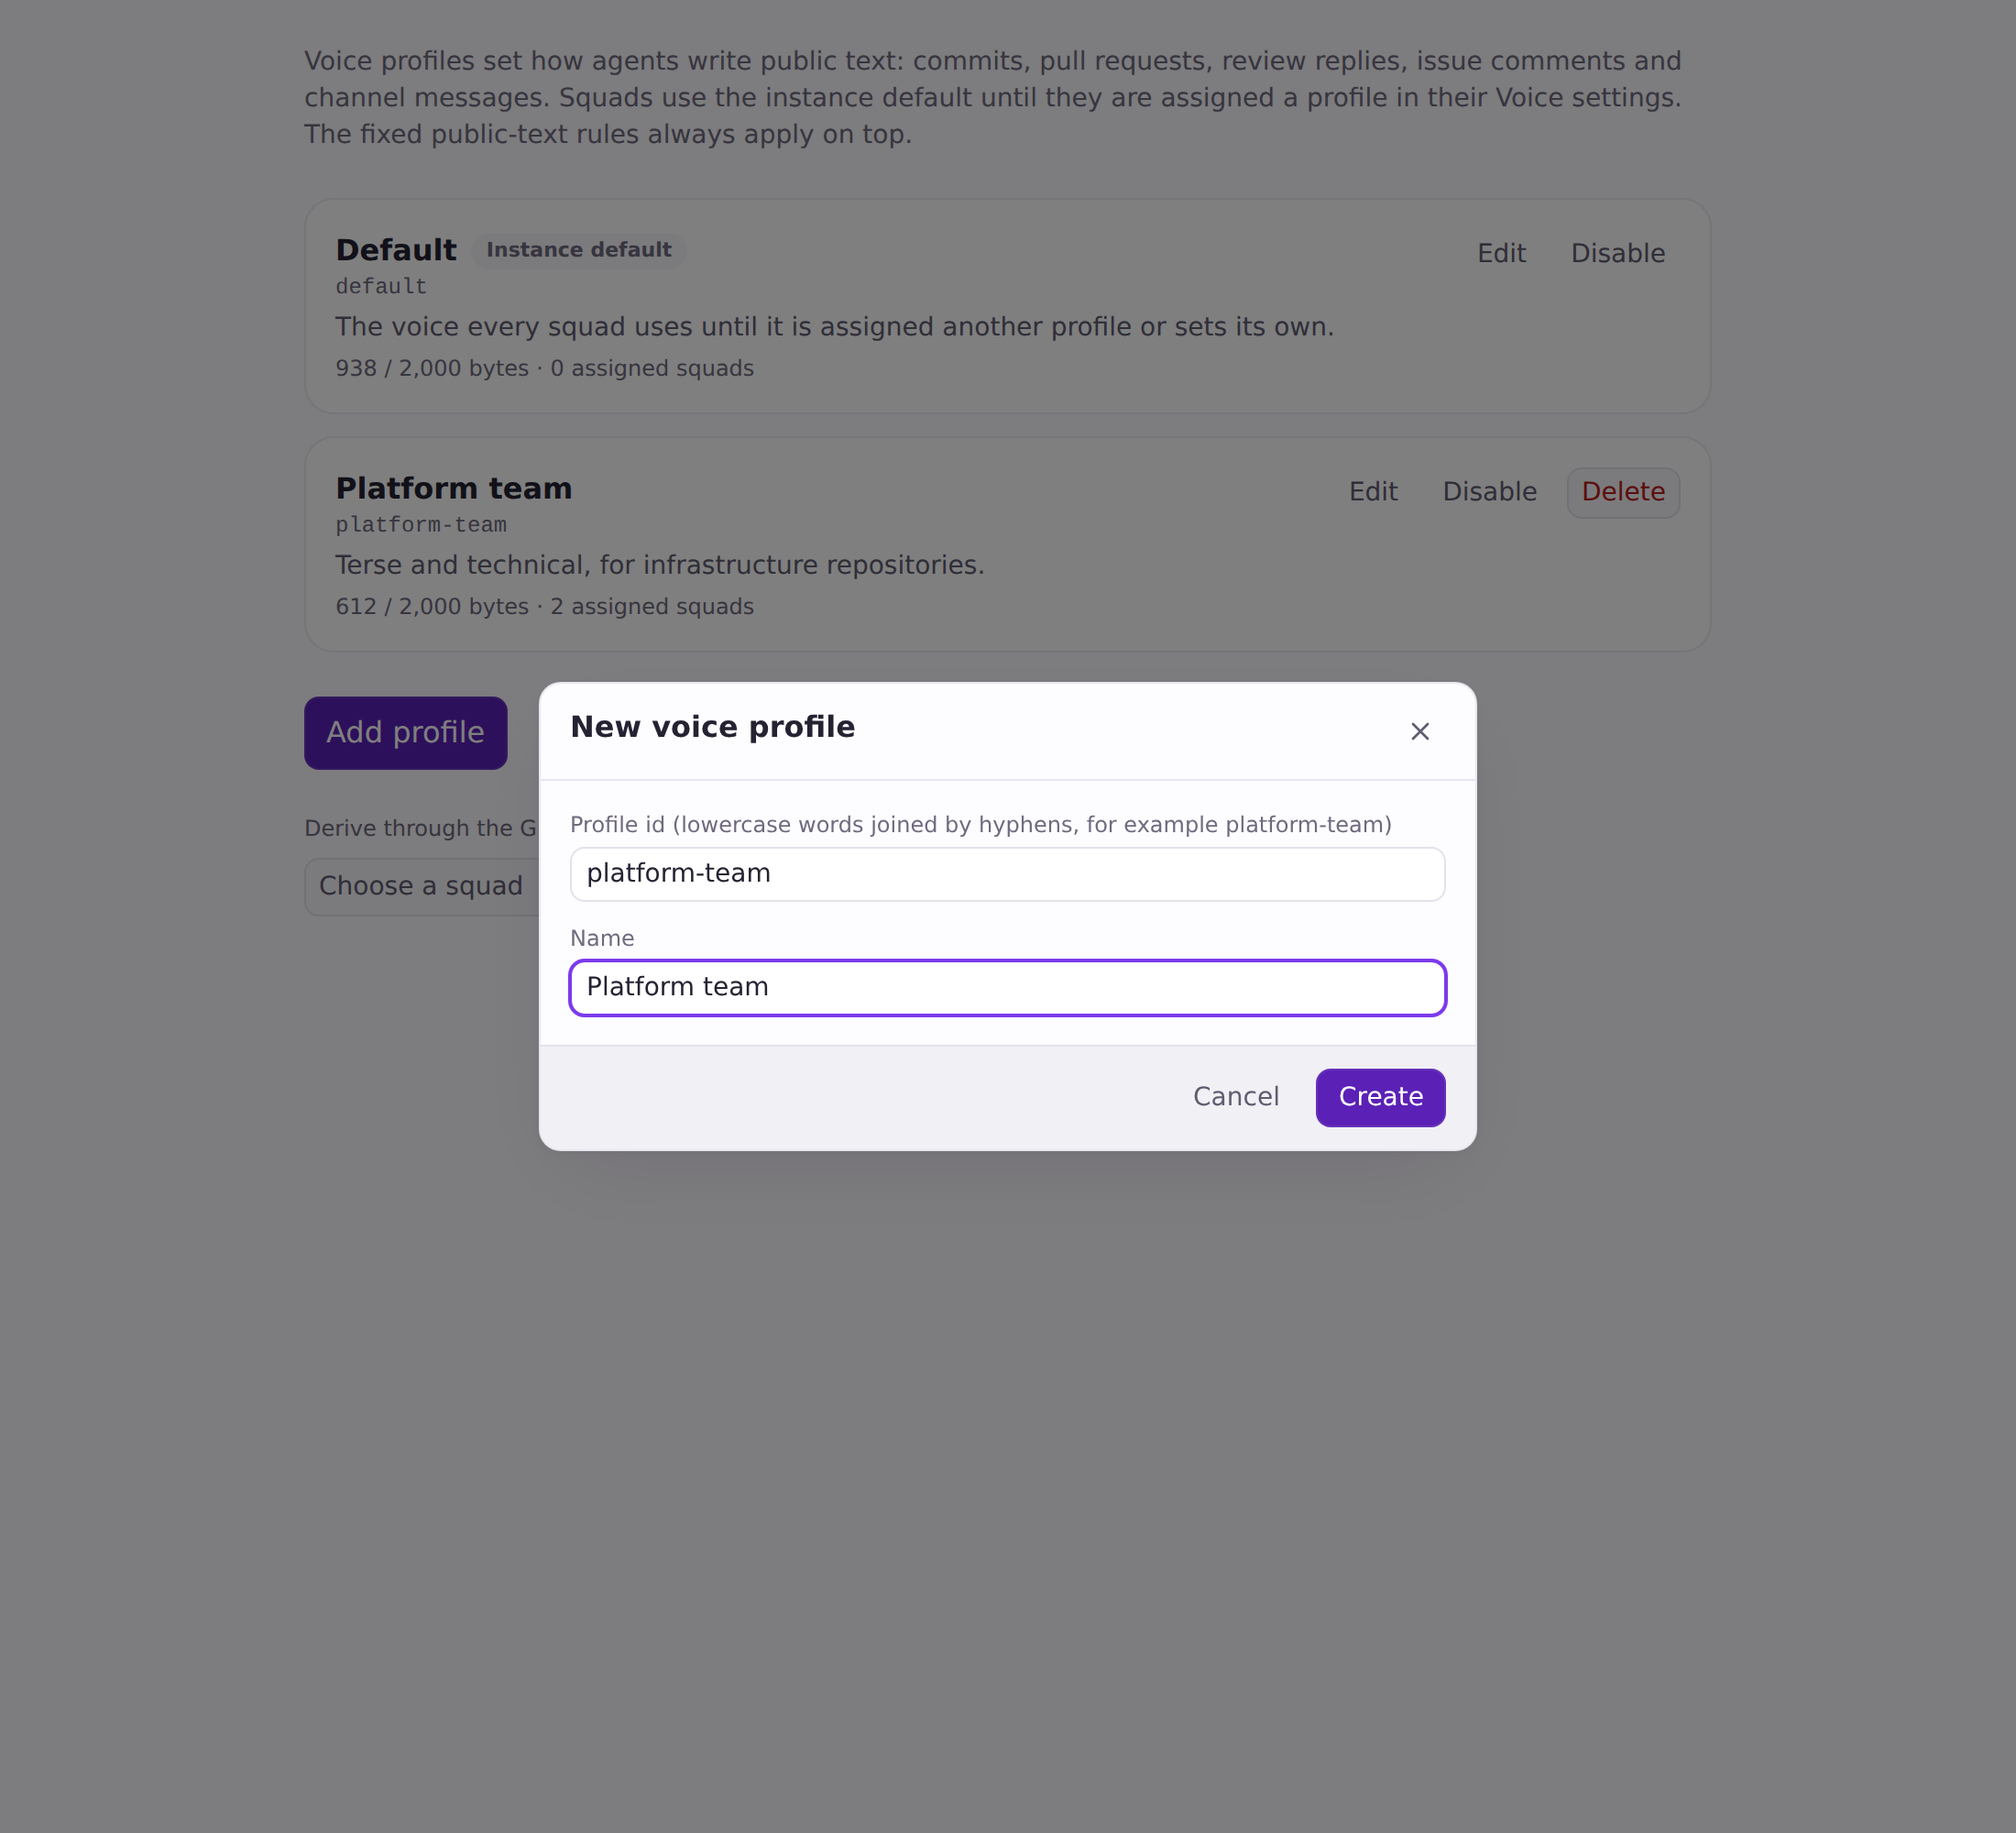 Voice profiles set how agents write public text: commits, pull requests, review replies, issue comments and
channel messages. Squads use the instance default until they are assigned a profile in their Voice settings.
The fixed public-text rules always apply on top.
Default Instance default Edit Disable
default
The voice every squad uses until it is assigned another profile or sets its own.
938 / 2,000 bytes · 0 assigned squads
Platform team Edit Disable Delete
platform-team
Terse and technical, for infrastructure repositories.
612 / 2,000 bytes · 2 assigned squads
Add profile
Derive through the G
Choose a squad
New voice profile
Profile id (lowercase words joined by hyphens, for example platform-team)
platform-team
Name
Platform team
Cancel Create